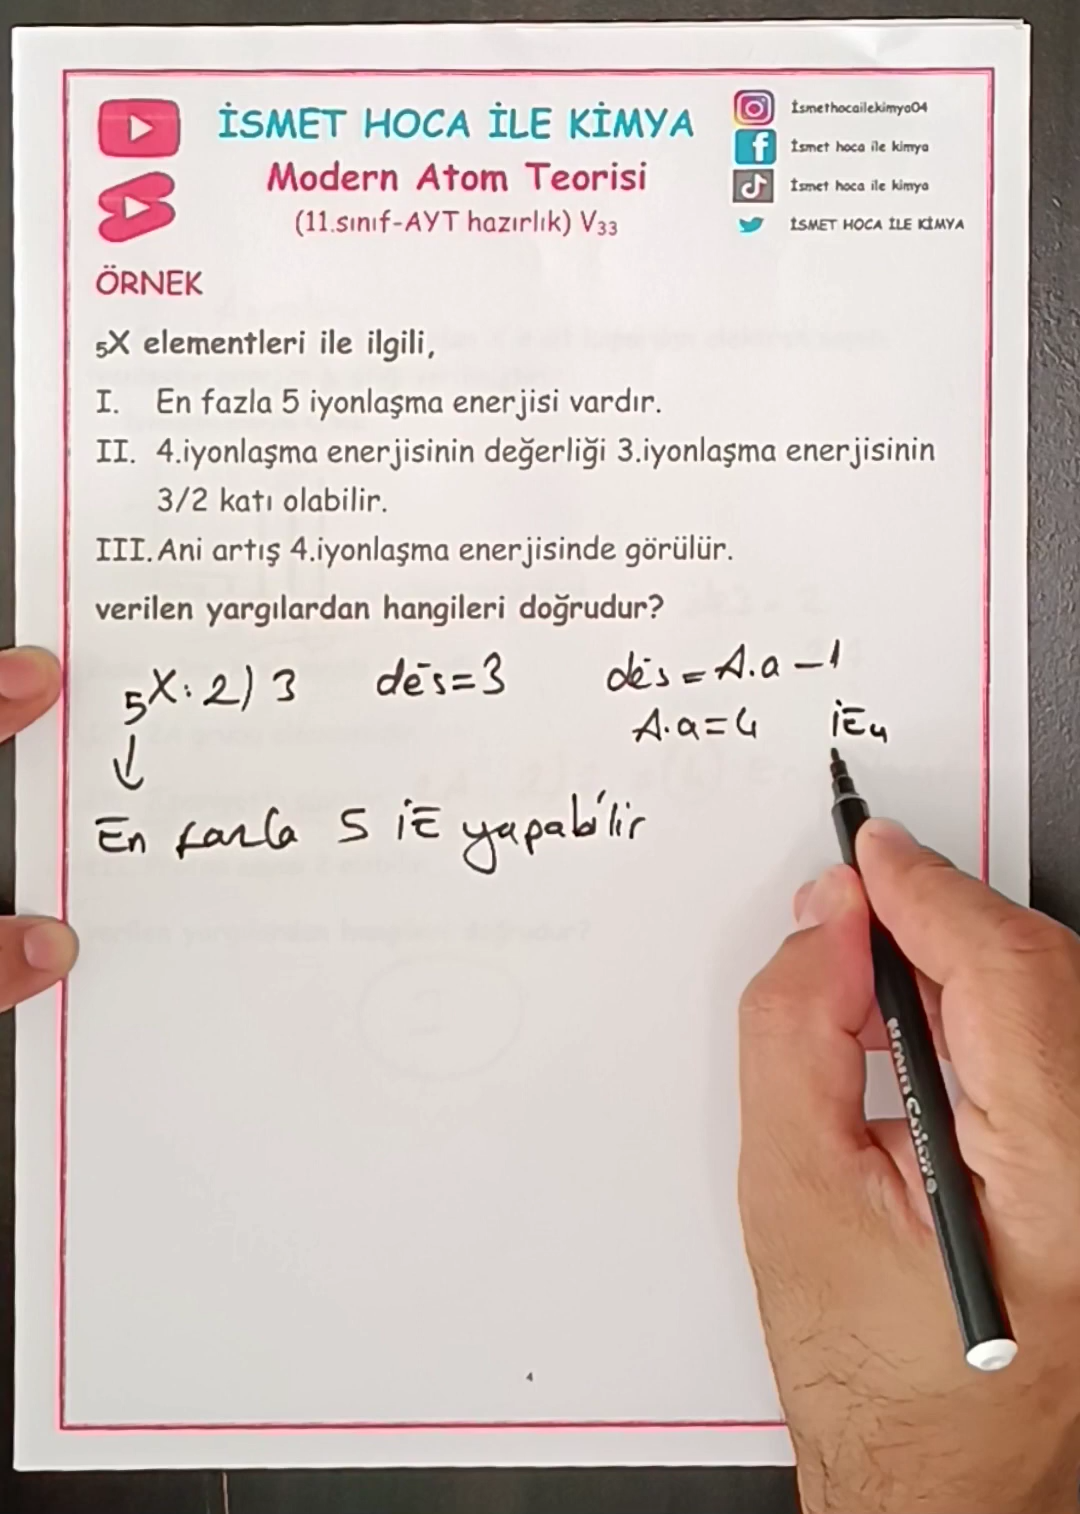 İSMET HOCA İLE KİMYA
Modern Atom Teorisi
(11.sınıf-AYT hazırlık) V33
İsmethocailekimya04
İsmet hoca ile kimya
İsmet hoca ile kimya
İSMET HOCA İLE KİMYA
ÖRNEK
5X elementleri ile ilgili,
I. En fazla 5 iyonlaşma enerjisi vardır.
II. 4.iyonlaşma enerjisinin değerliği 3.iyonlaşma enerjisinin
3/2 katı olabilir.
III. Ani artış 4.iyonlaşma enerjisinde görülür.
verilen yargılardan hangileri doğrudur?
5X: 2) 3 dēs=3 dēs=A.a-1
A.a=4 İE4
↓
En fazla 5 İE yapabilir
4